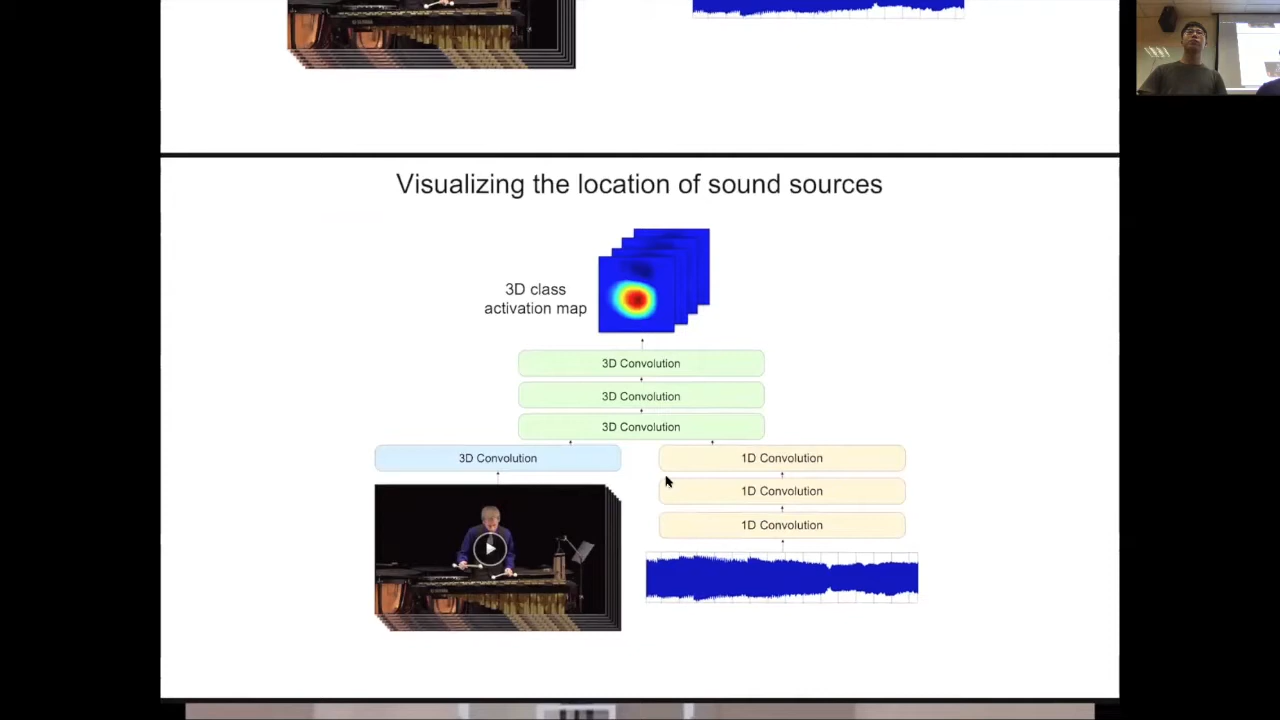 Visualizing the location of sound sources
3D class
activation map
3D Convolution
3D Convolution
3D Convolution
3D Convolution
1D Convolution
1D Convolution
1D Convolution